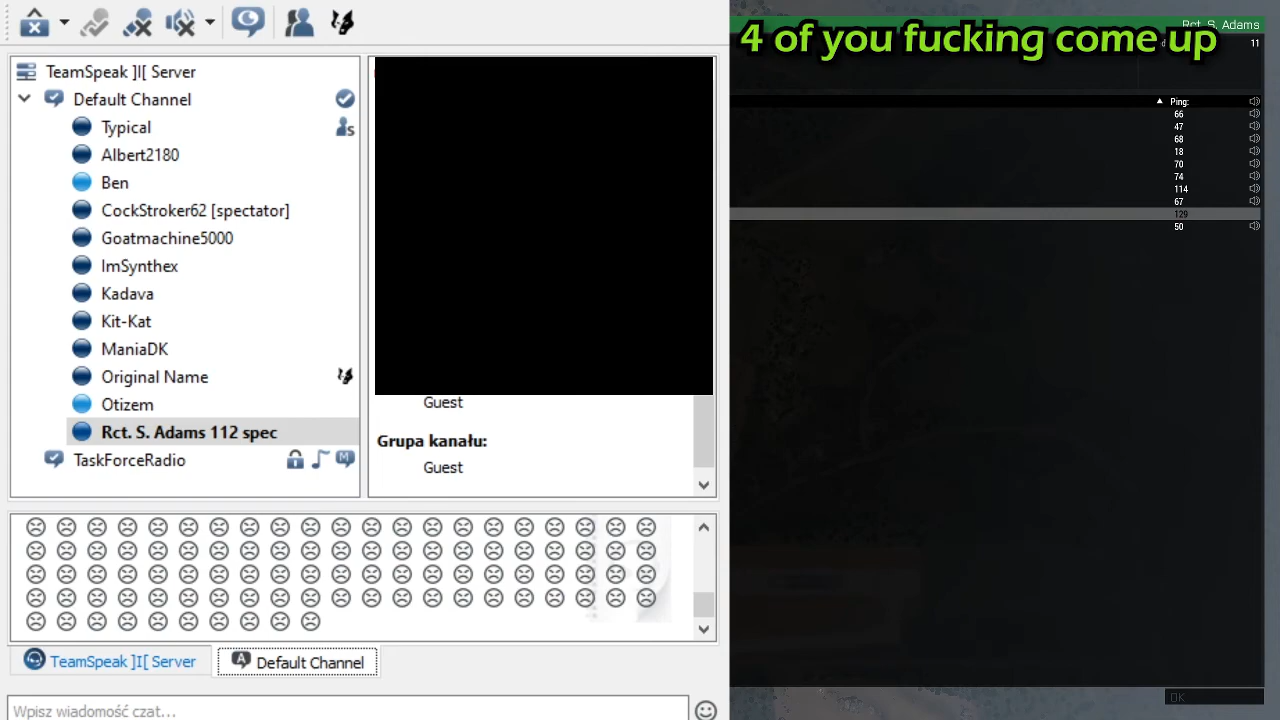 4 of you fucking come up
Rct. S. Adams
11
TeamSpeak ]I[ Server
Default Channel
Typical
Albert2180
Ben
CockStroker62 [spectator]
Goatmachine5000
ImSynthex
Kadava
Kit-Kat
ManiaDK
Original Name
Otizem
Rct. S. Adams 112 spec
TaskForceRadio
Guest
Grupa kanału:
Guest
TeamSpeak ]I[ Server
Default Channel
Wpisz wiadomość czat...
Ping:
66
47
68
18
70
74
114
67
129
50
OK